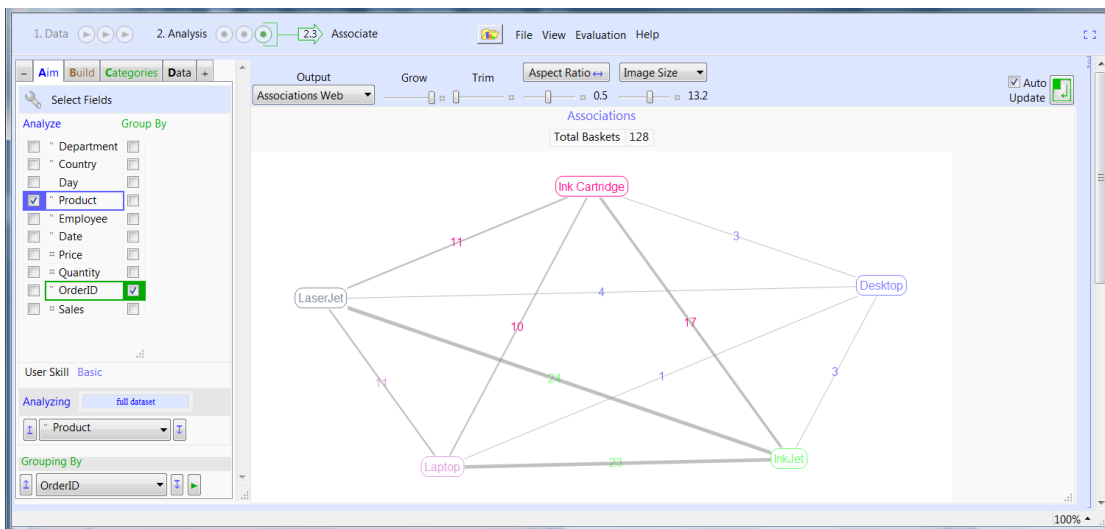 1. Data 2. Analysis 2.3 Associate File View Evaluation Help
− Aim Build Categories Data +
Select Fields
Analyze Group By
" Department
" Country
Day
" Product
" Employee
" Date
¤ Price
¤ Quantity
" OrderID
¤ Sales
User Skill Basic
Analyzing full dataset
" Product
Grouping By
OrderID
Output Grow Trim Aspect Ratio ↔ Image Size
Associations Web 0.5 13.2
Auto
Update
Associations
Total Baskets 128
Ink Cartridge
3
11
Desktop
LaserJet
4
10
17
24
1
3
11
Laptop
23
InkJet
100%